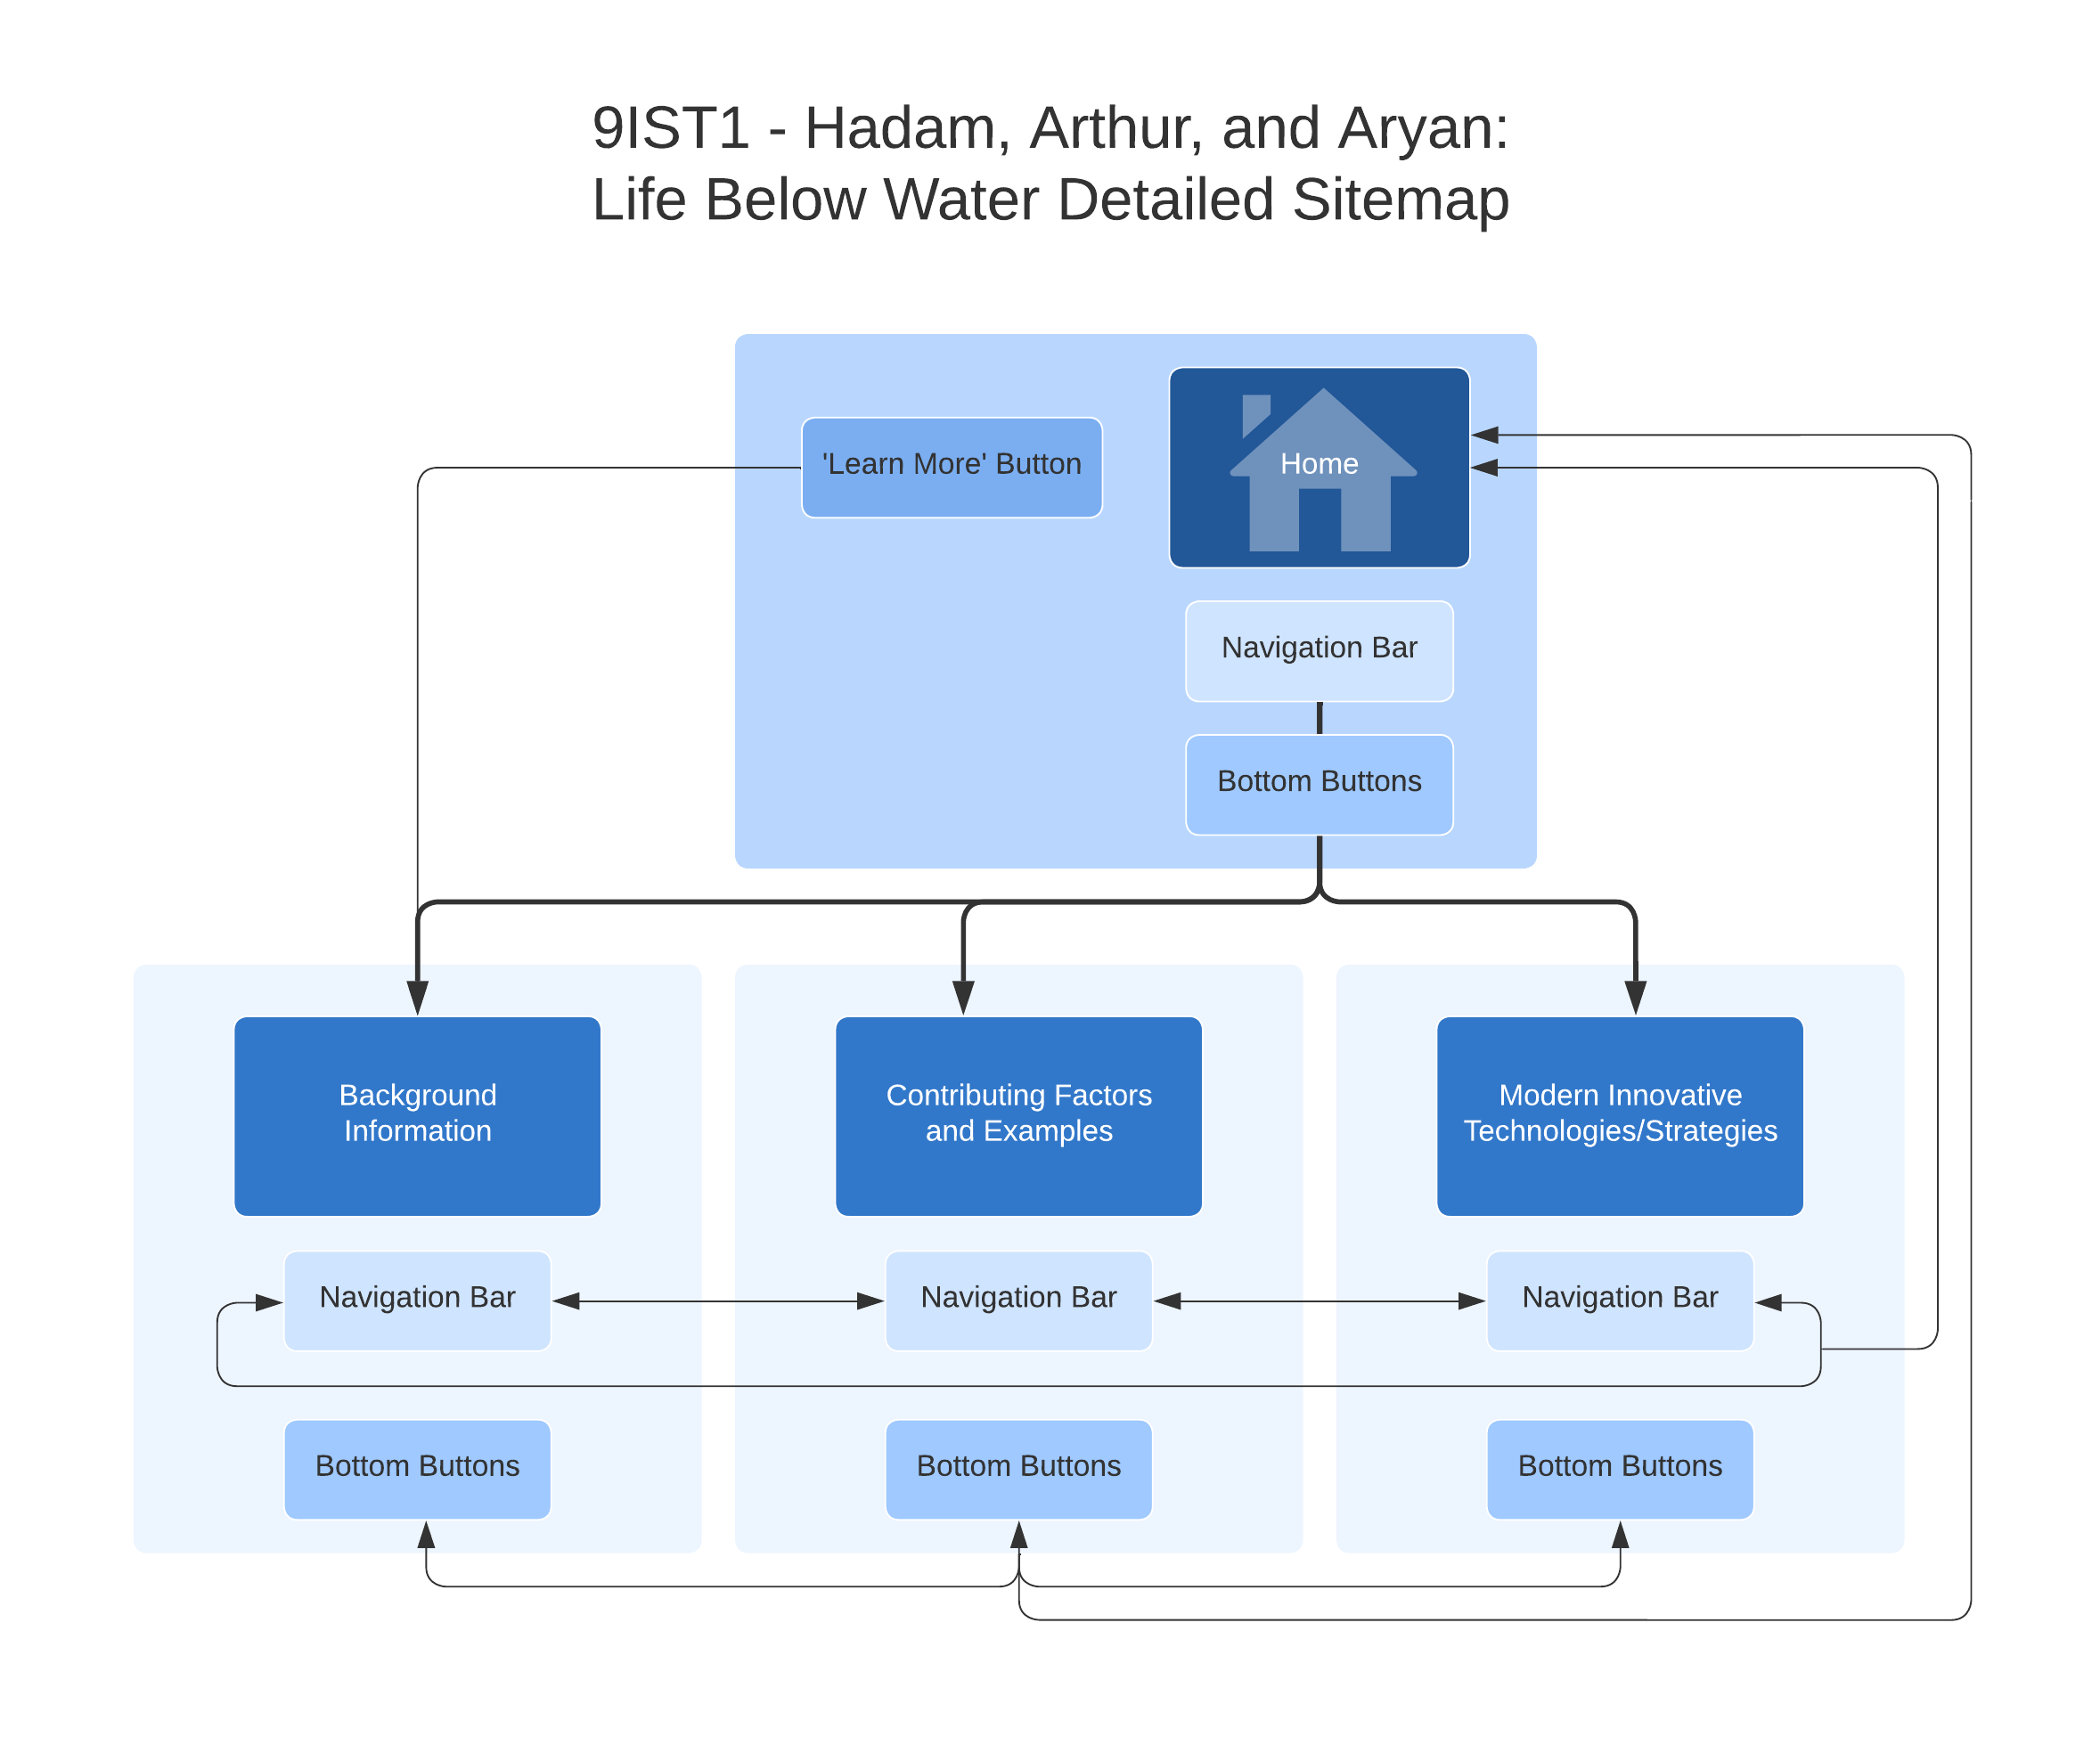 9IST1 - Hadam, Arthur, and Aryan:
Life Below Water Detailed Sitemap
'Learn More' Button
Home
Navigation Bar
Bottom Buttons
Background
Information
Contributing Factors
and Examples
Modern Innovative
Technologies/Strategies
Navigation Bar
Navigation Bar
Navigation Bar
Bottom Buttons
Bottom Buttons
Bottom Buttons